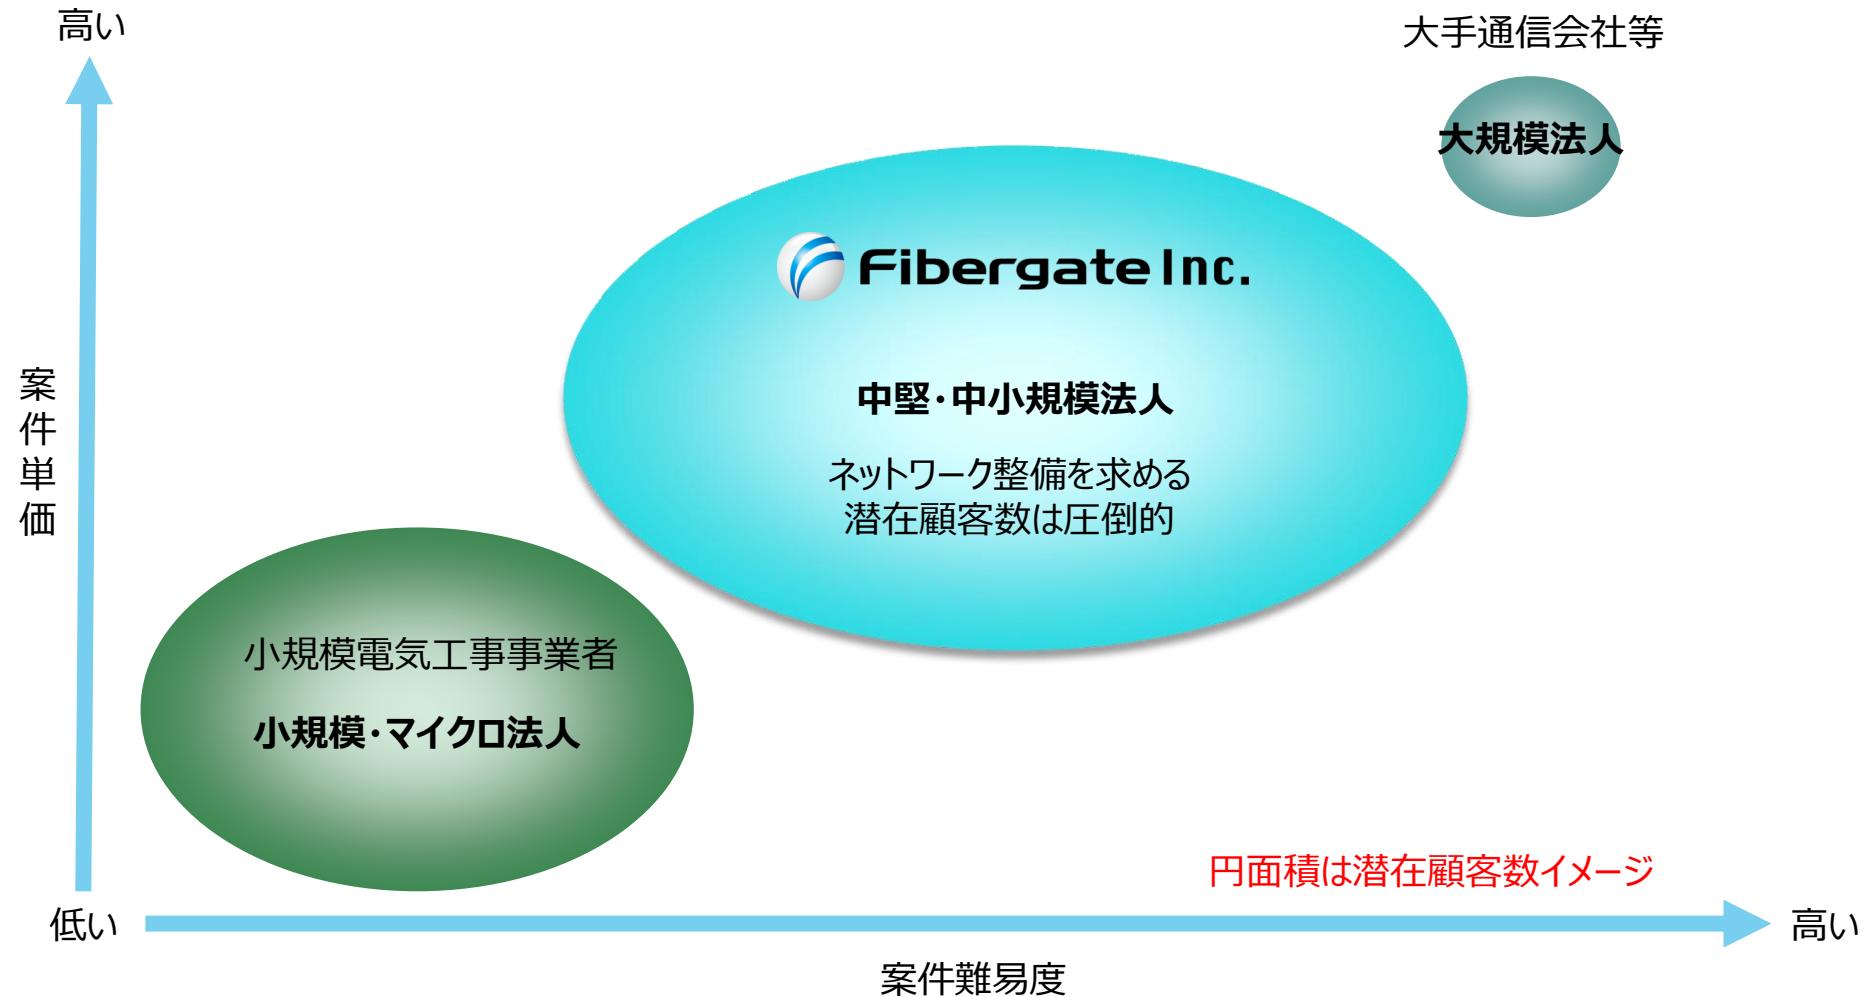 高い
大手通信会社等
大規模法人
Fibergate Inc.
中堅・中小規模法人
ネットワーク整備を求める
潜在顧客数は圧倒的
案件単価
小規模電気工事事業者
小規模・マイクロ法人
円面積は潜在顧客数イメージ
低い
高い
案件難易度